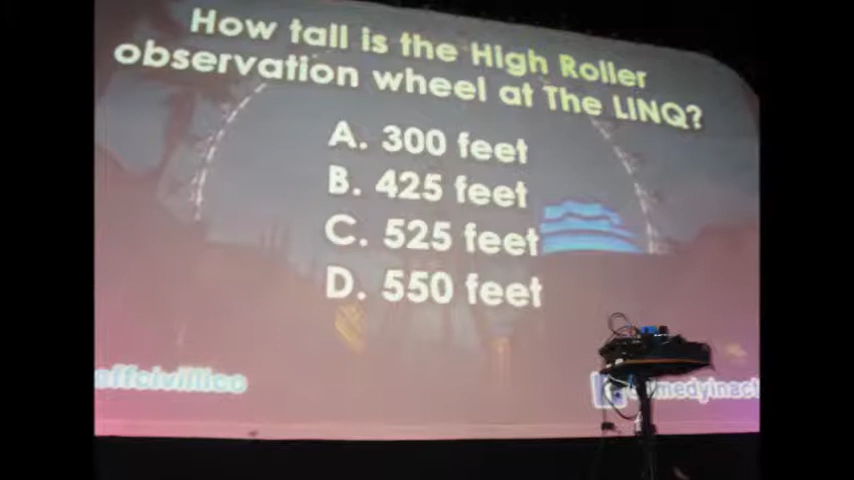 How tall is the High Roller
observation wheel at The LINQ?
A. 300 feet
B. 425 feet
C. 525 feet
D. 550 feet